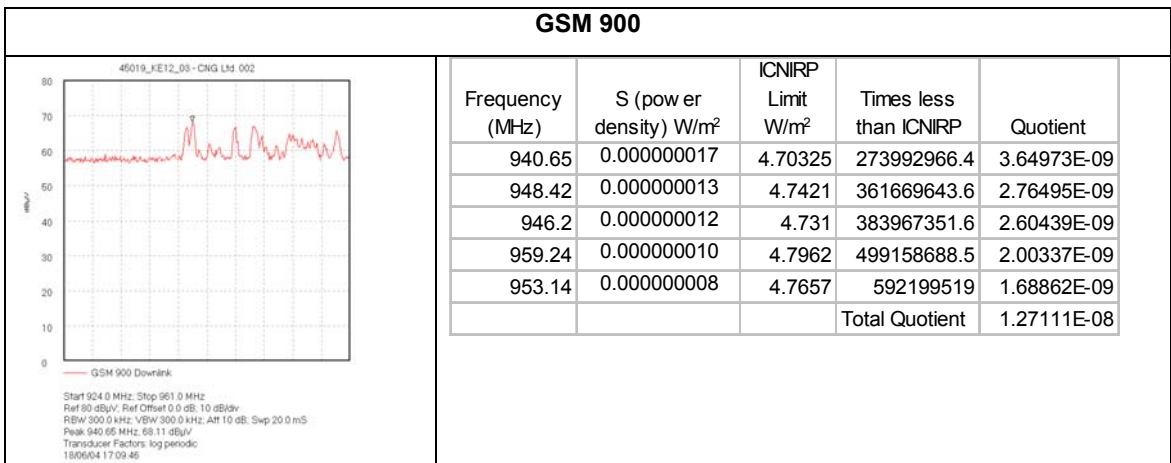 GSM 900
45019_KE12_03 - CNG Ltd. 002
80
70
60
50
40
30
20
10
0
dBµV
GSM 900 Downlink
Start 924.0 MHz; Stop 961.0 MHz
Ref 80 dBµV; Ref Offset 0.0 dB; 10 dB/div
RBW 300.0 kHz; VBW 300.0 kHz; Att 10 dB; Swp 20.0 mS
Peak 940.65 MHz, 68.11 dBµV
Transducer Factors: log periodic
18/06/04 17:09:46
Frequency (MHz) S (pow er density) W/m² ICNIRP Limit W/m² Times less than ICNIRP Quotient
940.65 0.000000017 4.70325 273992966.4 3.64973E-09
948.42 0.000000013 4.7421 361669643.6 2.76495E-09
946.2 0.000000012 4.731 383967351.6 2.60439E-09
959.24 0.000000010 4.7962 499158688.5 2.00337E-09
953.14 0.000000008 4.7657 592199519 1.68862E-09
Total Quotient 1.27111E-08